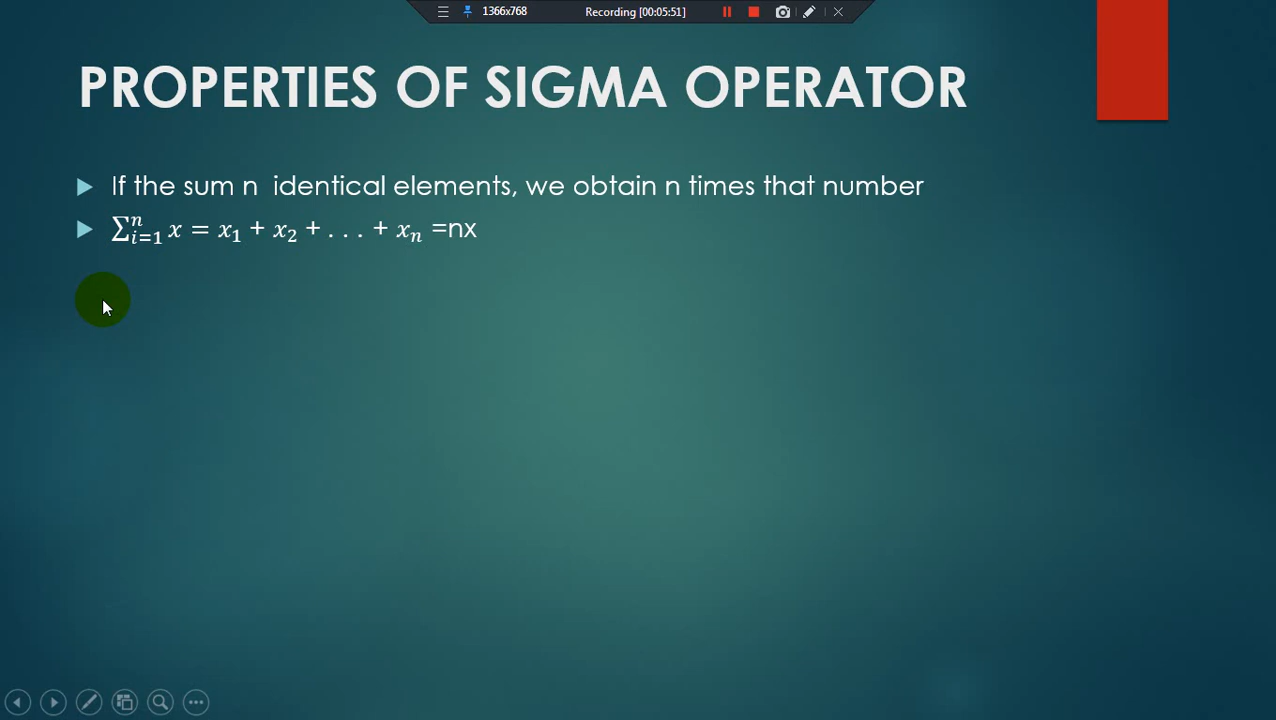 1366x768 Recording [00:05:51]
PROPERTIES OF SIGMA OPERATOR
If the sum n identical elements, we obtain n times that number
∑ⁿᵢ₌₁ x = x₁ + x₂ + . . . + xₙ =nx